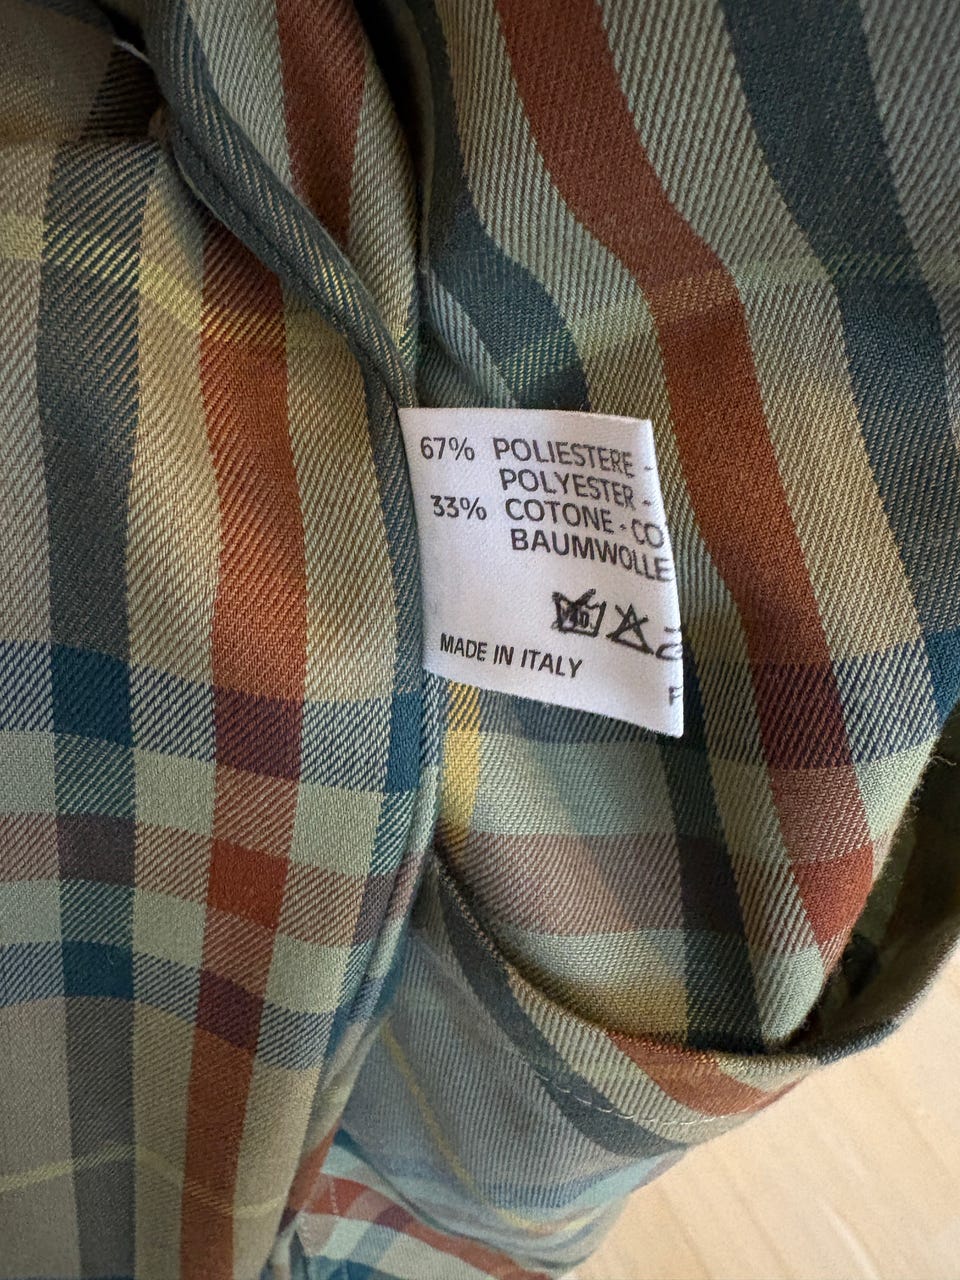 67% POLIESTERE -
POLYESTER -
33% COTONE - CO
BAUMWOLLE
MADE IN ITALY